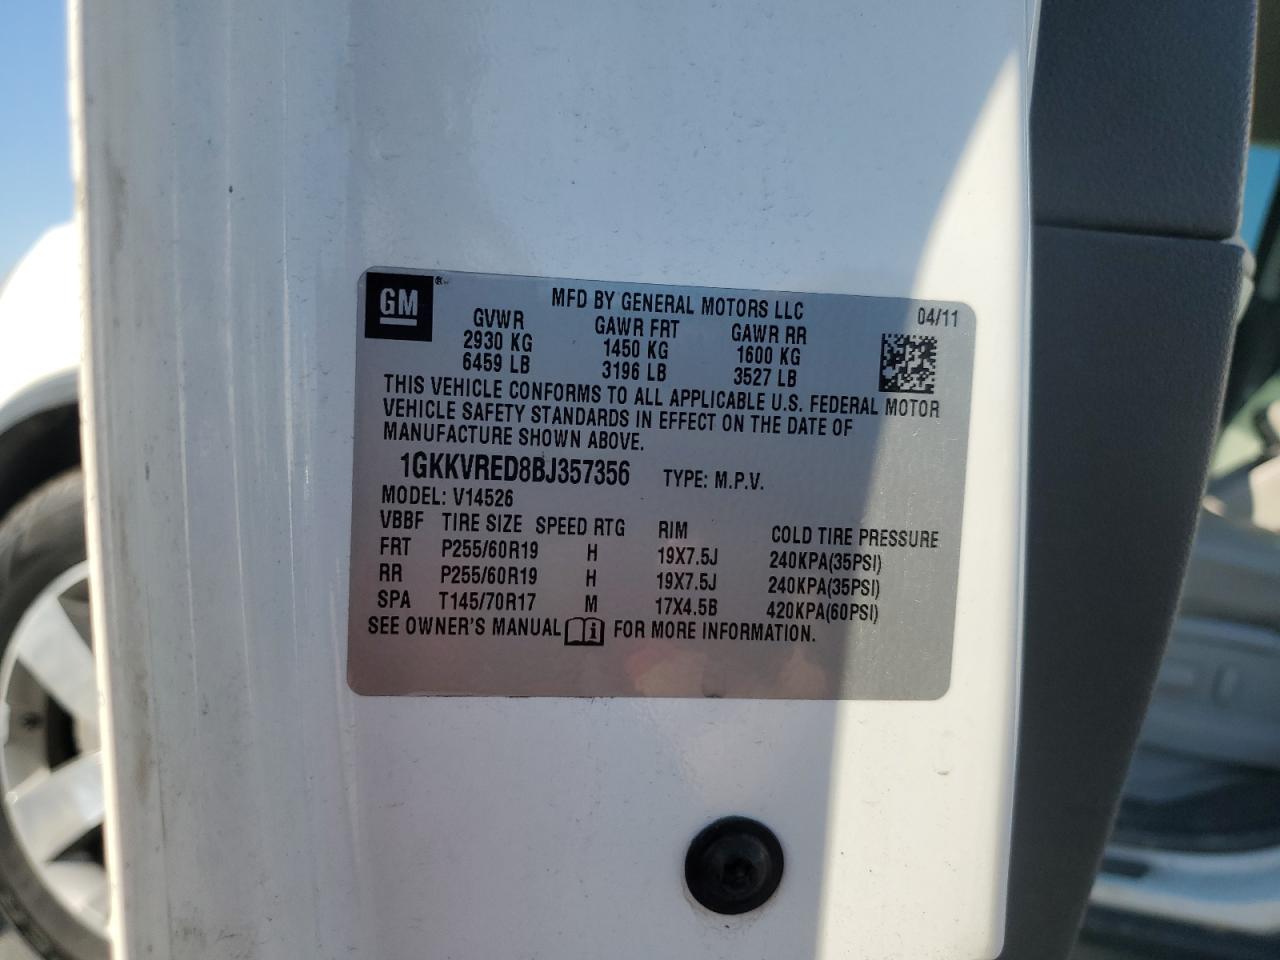 GM ® MFD BY GENERAL MOTORS LLC 04/11
GVWR GAWR FRT GAWR RR
2930 KG 1450 KG 1600 KG
6459 LB 3196 LB 3527 LB
THIS VEHICLE CONFORMS TO ALL APPLICABLE U.S. FEDERAL MOTOR
VEHICLE SAFETY STANDARDS IN EFFECT ON THE DATE OF
MANUFACTURE SHOWN ABOVE.
1GKKVRED8BJ357356 TYPE: M.P.V.
MODEL: V14526
VBBF TIRE SIZE SPEED RTG RIM COLD TIRE PRESSURE
FRT P255/60R19 H 19X7.5J 240KPA(35PSI)
RR P255/60R19 H 19X7.5J 240KPA(35PSI)
SPA T145/70R17 M 17X4.5B 420KPA(60PSI)
SEE OWNER'S MANUAL i FOR MORE INFORMATION.